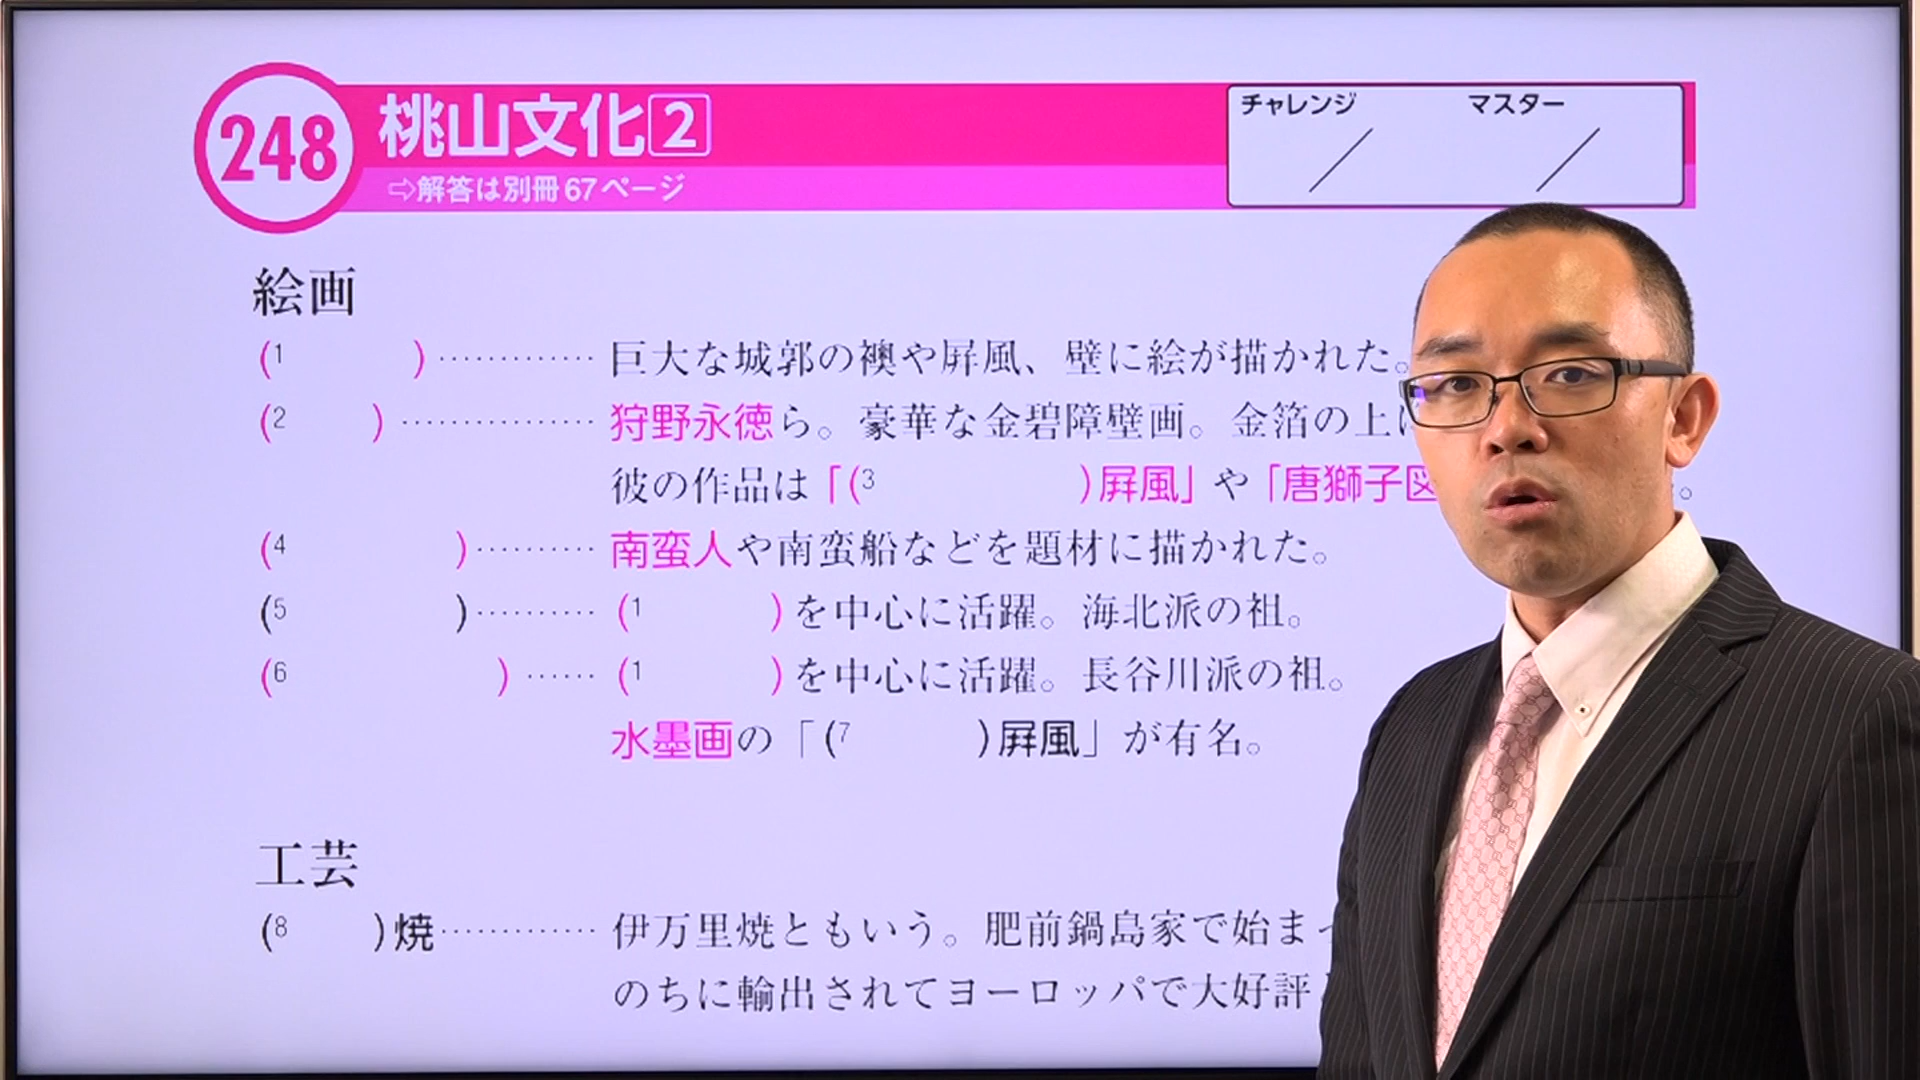 248
桃山文化2
⇨解答は別冊67ページ
チャレンジ マスター
絵画
(1 )………… 巨大な城郭の襖や屛風、壁に絵が描かれた。
(2 )…………… 狩野永徳ら。豪華な金碧障壁画。金箔の上に
彼の作品は「(3 )屛風」や「唐獅子図 。
(4 )……… 南蛮人や南蛮船などを題材に描かれた。
(5 )……… (1 )を中心に活躍。海北派の祖。
(6 )…… (1 )を中心に活躍。長谷川派の祖。
水墨画の「(7 )屛風」が有名。
工芸
(8 )焼………… 伊万里焼ともいう。肥前鍋島家で始まっ
のちに輸出されてヨーロッパで大好評